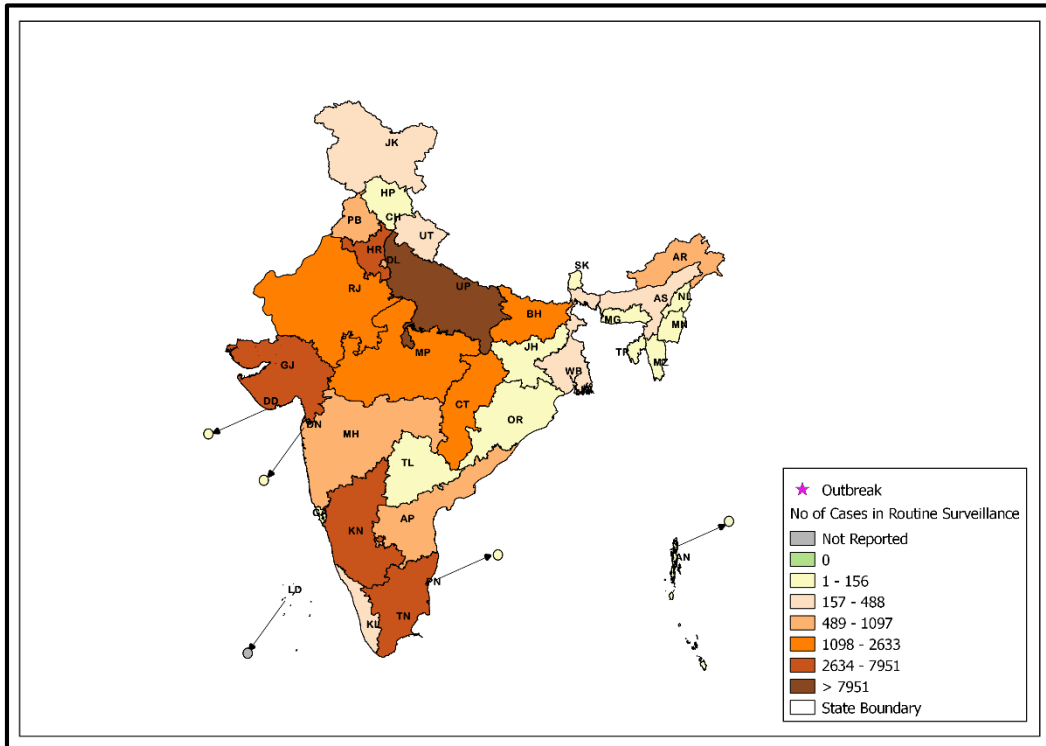 JK
HP
CH
PB
UT
HR
DL
AR
SK
RJ
UP
AS
NL
BH
MG
MN
JH
TR
MP
MZ
GJ
WB
CT
DD
OR
DN
MH
TL
GA
AP
KN
AN
PN
LD
TN
KL
Outbreak
No of Cases in Routine Surveillance
Not Reported
0
1 - 156
157 - 488
489 - 1097
1098 - 2633
2634 - 7951
> 7951
State Boundary